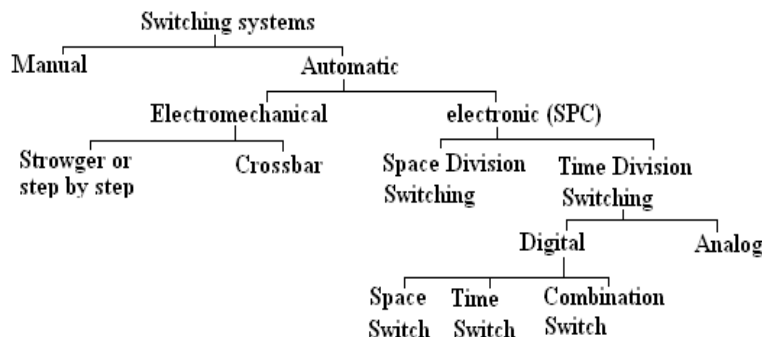 Switching systems
Manual
Automatic
Electromechanical
electronic (SPC)
Strowger or
step by step
Crossbar
Space Division
Switching
Time Division
Switching
Digital
Analog
Space
Switch
Time
Switch
Combination
Switch